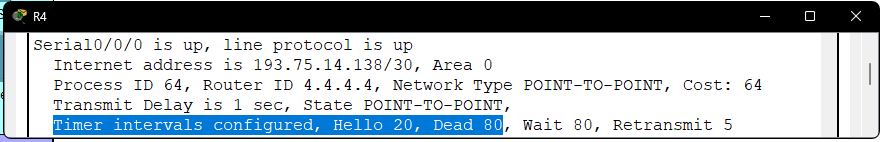 R4
Serial0/0/0 is up, line protocol is up
Internet address is 193.75.14.138/30, Area 0
Process ID 64, Router ID 4.4.4.4, Network Type POINT-TO-POINT, Cost: 64
Transmit Delay is 1 sec, State POINT-TO-POINT,
Timer intervals configured, Hello 20, Dead 80, Wait 80, Retransmit 5